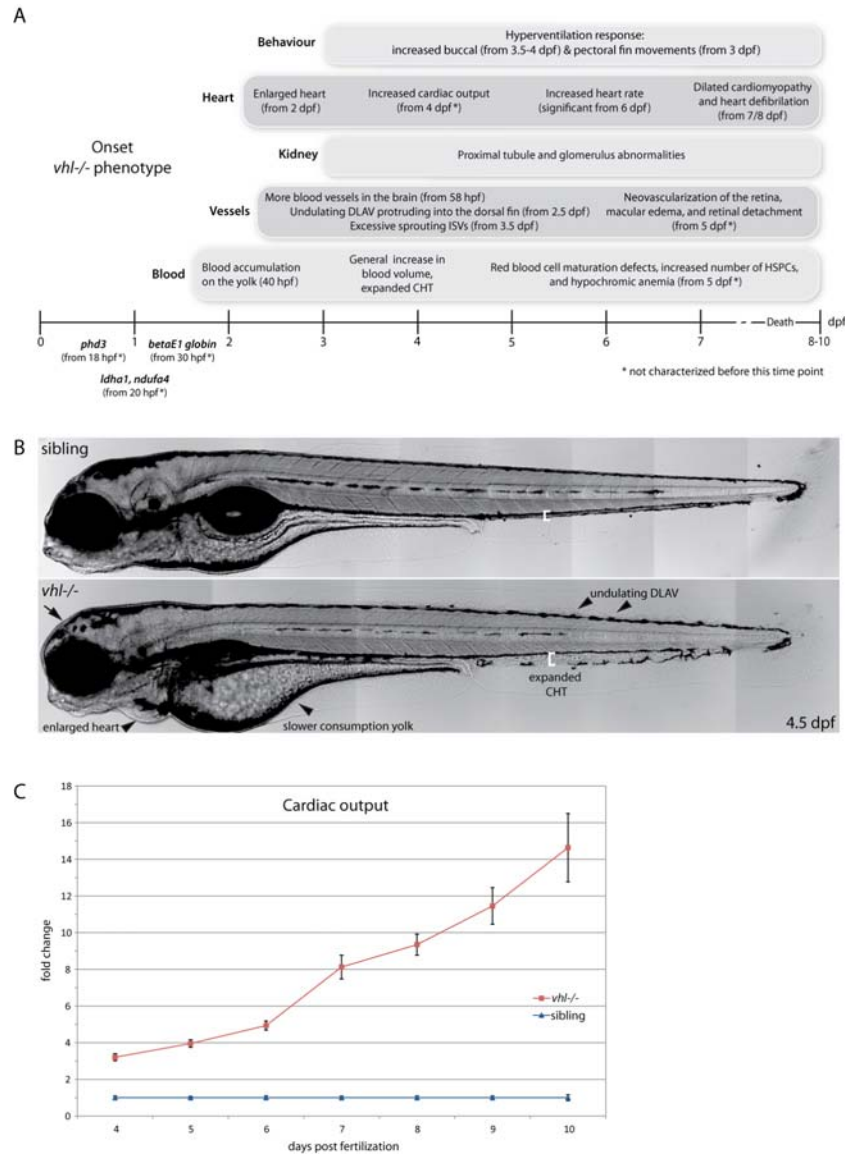 A
Behaviour
Hyperventilation response:
increased buccal (from 3.5-4 dpf) & pectoral fin movements (from 3 dpf)
Heart
Enlarged heart
(from 2 dpf)
Increased cardiac output
(from 4 dpf*)
Increased heart rate
(significant from 6 dpf)
Dilated cardiomyopathy
and heart defibrilation
(from 7/8 dpf)
Onset
vhl-/- phenotype
Kidney
Proximal tubule and glomerulus abnormalities
Vessels
More blood vessels in the brain (from 58 hpf)
Undulating DLAV protruding into the dorsal fin (from 2.5 dpf)
Excessive sprouting ISVs (from 3.5 dpf)
Neovascularization of the retina,
macular edema, and retinal detachment
(from 5 dpf*)
Blood
Blood accumulation
on the yolk (40 hpf)
General increase in
blood volume,
expanded CHT
Red blood cell maturation defects, increased number of HSPCs,
and hypochromic anemia (from 5 dpf*)
Death
dpf
0 1 2 3 4 5 6 7 8-10
phd3
(from 18 hpf*)
betaE1 globin
(from 30 hpf*)
ldha1, ndufa4
(from 20 hpf*)
* not characterized before this time point
B
sibling
vhl-/-
undulating DLAV
expanded
CHT
enlarged heart
slower consumption yolk
4.5 dpf
C
Cardiac output
18
16
14
12
10
8
6
4
2
0
fold change
vhl-/-
sibling
4 5 6 7 8 9 10
days post fertilization